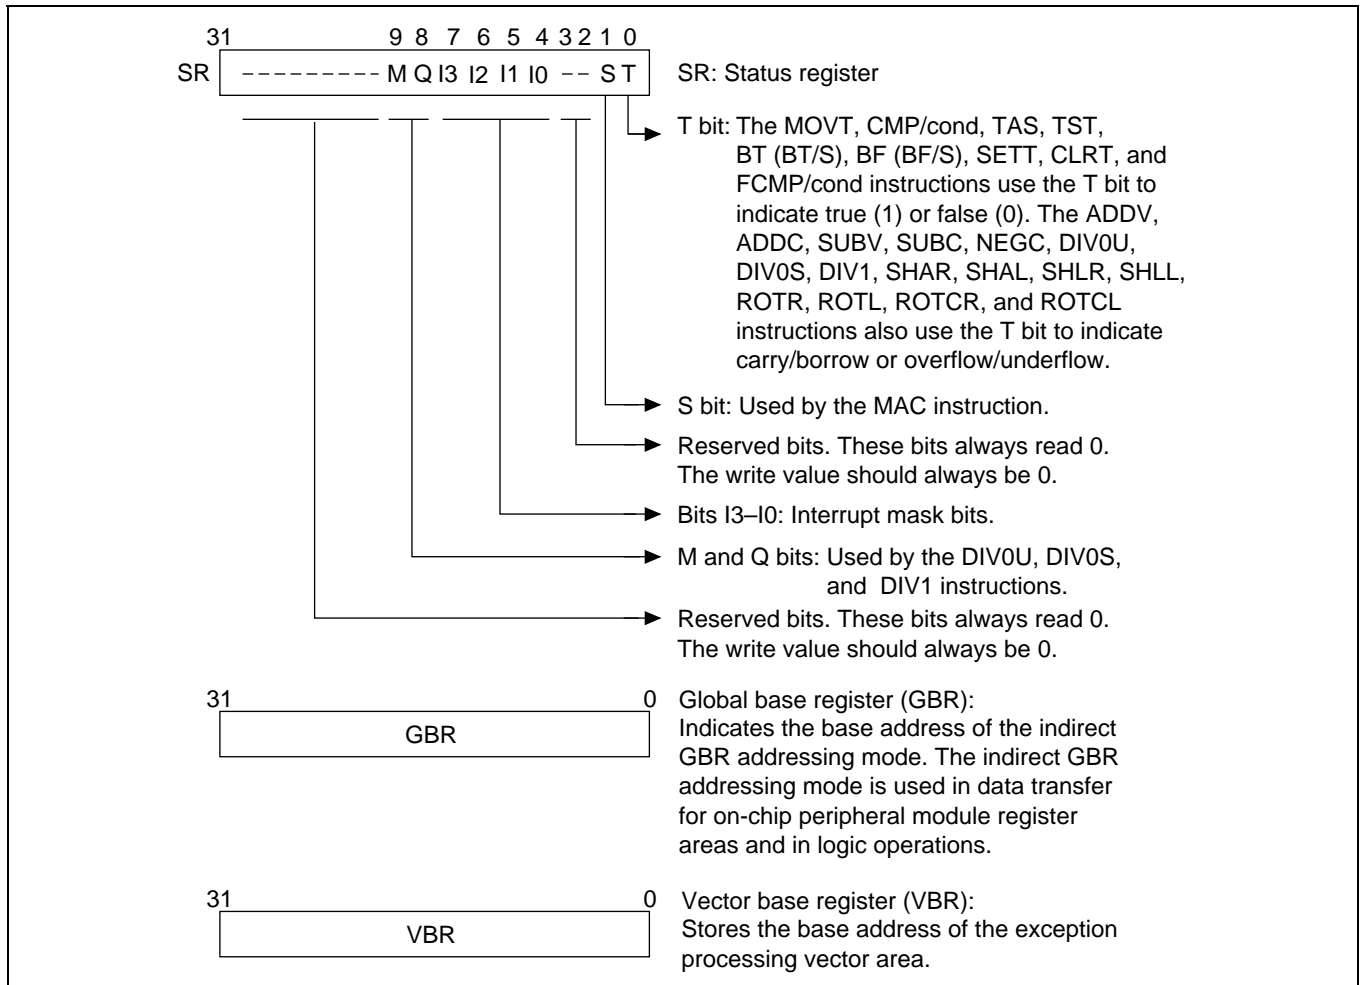 31 9 8 7 6 5 4 3 2 1 0
SR --------- M Q I3 I2 I1 I0 -- S T SR: Status register
T bit: The MOVT, CMP/cond, TAS, TST,
BT (BT/S), BF (BF/S), SETT, CLRT, and
FCMP/cond instructions use the T bit to
indicate true (1) or false (0). The ADDV,
ADDC, SUBV, SUBC, NEGC, DIV0U,
DIV0S, DIV1, SHAR, SHAL, SHLR, SHLL,
ROTR, ROTL, ROTCR, and ROTCL
instructions also use the T bit to indicate
carry/borrow or overflow/underflow.
S bit: Used by the MAC instruction.
Reserved bits. These bits always read 0.
The write value should always be 0.
Bits I3–I0: Interrupt mask bits.
M and Q bits: Used by the DIV0U, DIV0S,
and DIV1 instructions.
Reserved bits. These bits always read 0.
The write value should always be 0.
31 0 Global base register (GBR):
GBR Indicates the base address of the indirect
GBR addressing mode. The indirect GBR
addressing mode is used in data transfer
for on-chip peripheral module register
areas and in logic operations.
31 0 Vector base register (VBR):
VBR Stores the base address of the exception
processing vector area.